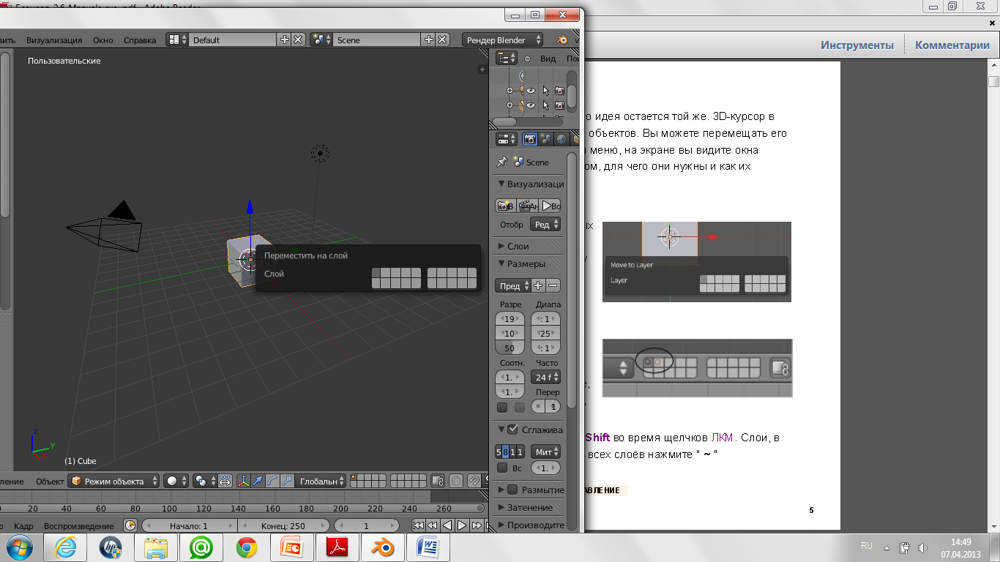 Визуализация Окно Справка Default Scene Рендер Blender
Пользовательские
Вид
Scene
Визуализаци
Отобр Ред
Слои
Размеры
Пред
Разре Диапа
19 : 1
10 25
50 : 1
Соотн. Часто
1. 24 f
1. Перер
1
Сглажива
5 8 1 1 Мит
Вс 1.
Размытие
Затенение
Производите
Переместить на слой
Слой
z
y
x
(1) Cube
ление Объект Режим объекта Глобальн
0 20 40 60 80 100 120 140 160 180 200 220 240 260
Кадр Воспроизведение Начало: 1 Конец: 250 1
Инструменты Комментарии
о идея остается той же. 3D-курсор в
объектов. Вы можете перемещать его
меню, на экране вы видите окна
ом, для чего они нужны и как их
их
Move to Layer
Layer
Shift во время щелчков ЛКМ. Слои, в
всех слоёв нажмите " ~ "
АВЛЕНИЕ
5
RU
14:49
07.04.2013